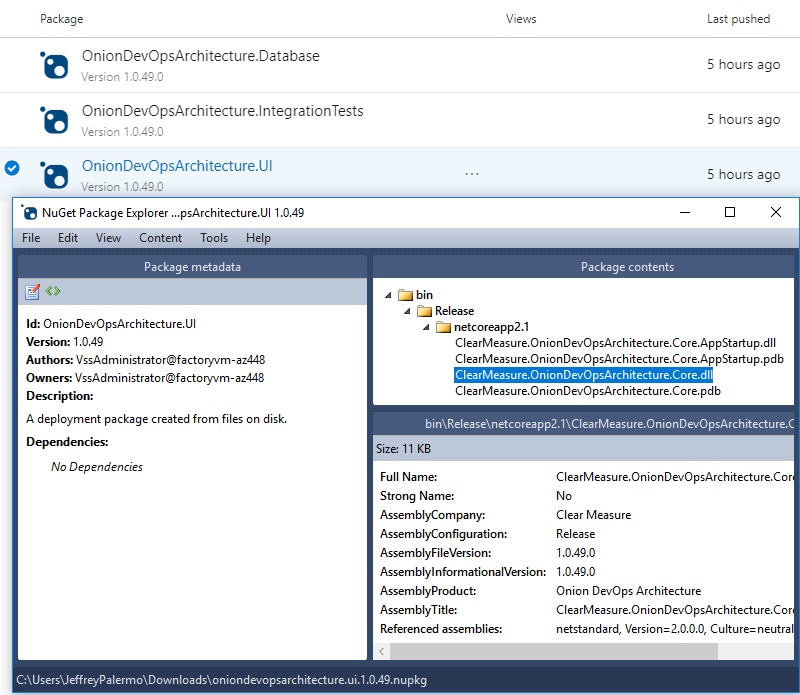 Package Views Last pushed
OnionDevOpsArchitecture.Database
Version 1.0.49.0
5 hours ago
OnionDevOpsArchitecture.IntegrationTests
Version 1.0.49.0
5 hours ago
OnionDevOpsArchitecture.UI
Version 1.0.49.0
...
5 hours ago
NuGet Package Explorer ...psArchitecture.UI 1.0.49
File Edit View Content Tools Help
Package metadata
Id: OnionDevOpsArchitecture.UI
Version: 1.0.49
Authors: VssAdministrator@factoryvm-az448
Owners: VssAdministrator@factoryvm-az448
Description:
A deployment package created from files on disk.
Dependencies:
No Dependencies
Package contents
bin
Release
netcoreapp2.1
ClearMeasure.OnionDevOpsArchitecture.Core.AppStartup.dll
ClearMeasure.OnionDevOpsArchitecture.Core.AppStartup.pdb
ClearMeasure.OnionDevOpsArchitecture.Core.dll
ClearMeasure.OnionDevOpsArchitecture.Core.pdb
bin\Release\netcoreapp2.1\ClearMeasure.OnionDevOpsArchitecture.C
Size: 11 KB
Full Name: ClearMeasure.OnionDevOpsArchitecture.Core
Strong Name: No
AssemblyCompany: Clear Measure
AssemblyConfiguration: Release
AssemblyFileVersion: 1.0.49.0
AssemblyInformationalVersion: 1.0.49.0
AssemblyProduct: Onion DevOps Architecture
AssemblyTitle: ClearMeasure.OnionDevOpsArchitecture.Core
Referenced assemblies: netstandard, Version=2.0.0.0, Culture=neutral
C:\Users\JeffreyPalermo\Downloads\oniondevopsarchitecture.ui.1.0.49.nupkg